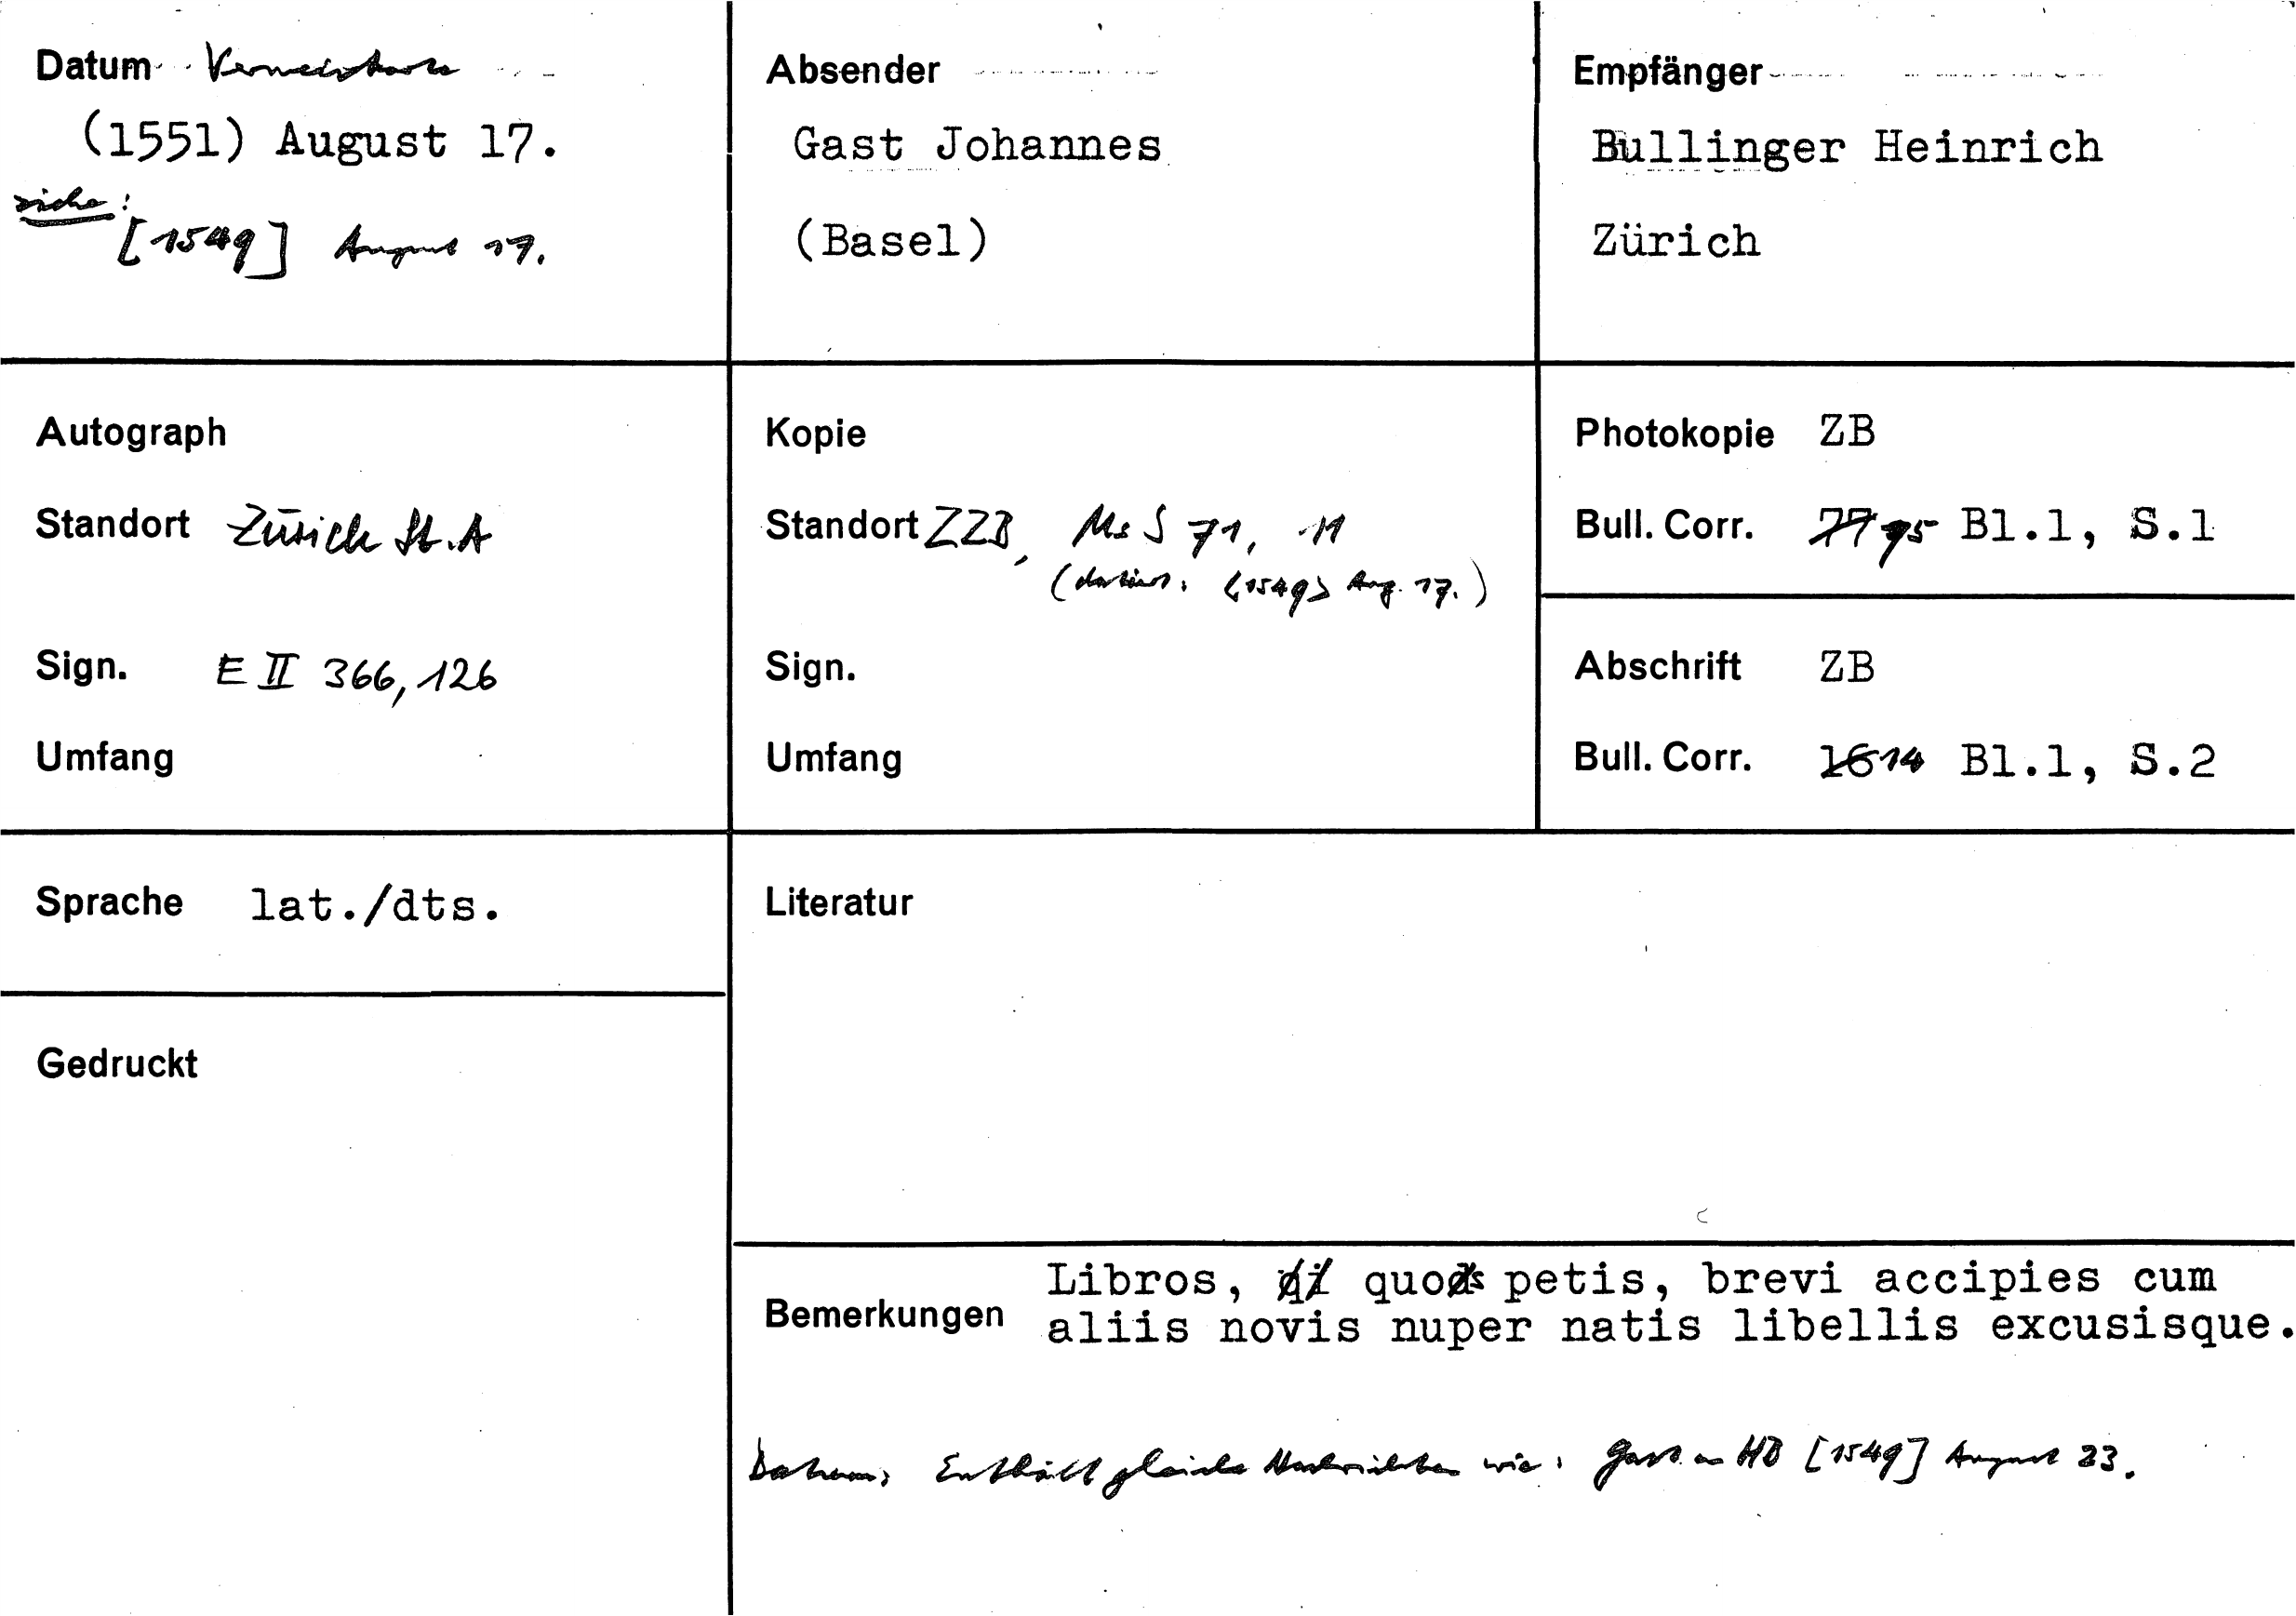 Datum Verweiskarte
(1551) August 17.
siehe:
[1549] August 17.
Absender
Gast Johannes
(Basel)
Empfänger
Bullinger Heinrich
Zürich
Autograph
Standort Zürich St.A
Sign. E II 366, 126
Umfang
Kopie
Standort ZZB, Ms S 71, 11
(datiert: <1549> Aug. 17.)
Sign.
Umfang
Photokopie ZB
Bull. Corr. 77 95 Bl.1, S.1
Abschrift ZB
Bull. Corr. 16 14 Bl.1, S.2
Sprache lat./dts.
Gedruckt
Literatur
Bemerkungen
Libros, quos petis, brevi accipies cum
aliis novis nuper natis libellis excusisque.
Datum: Enthält gleiche Nachrichten wie: Gast an HB [1549] August 23.